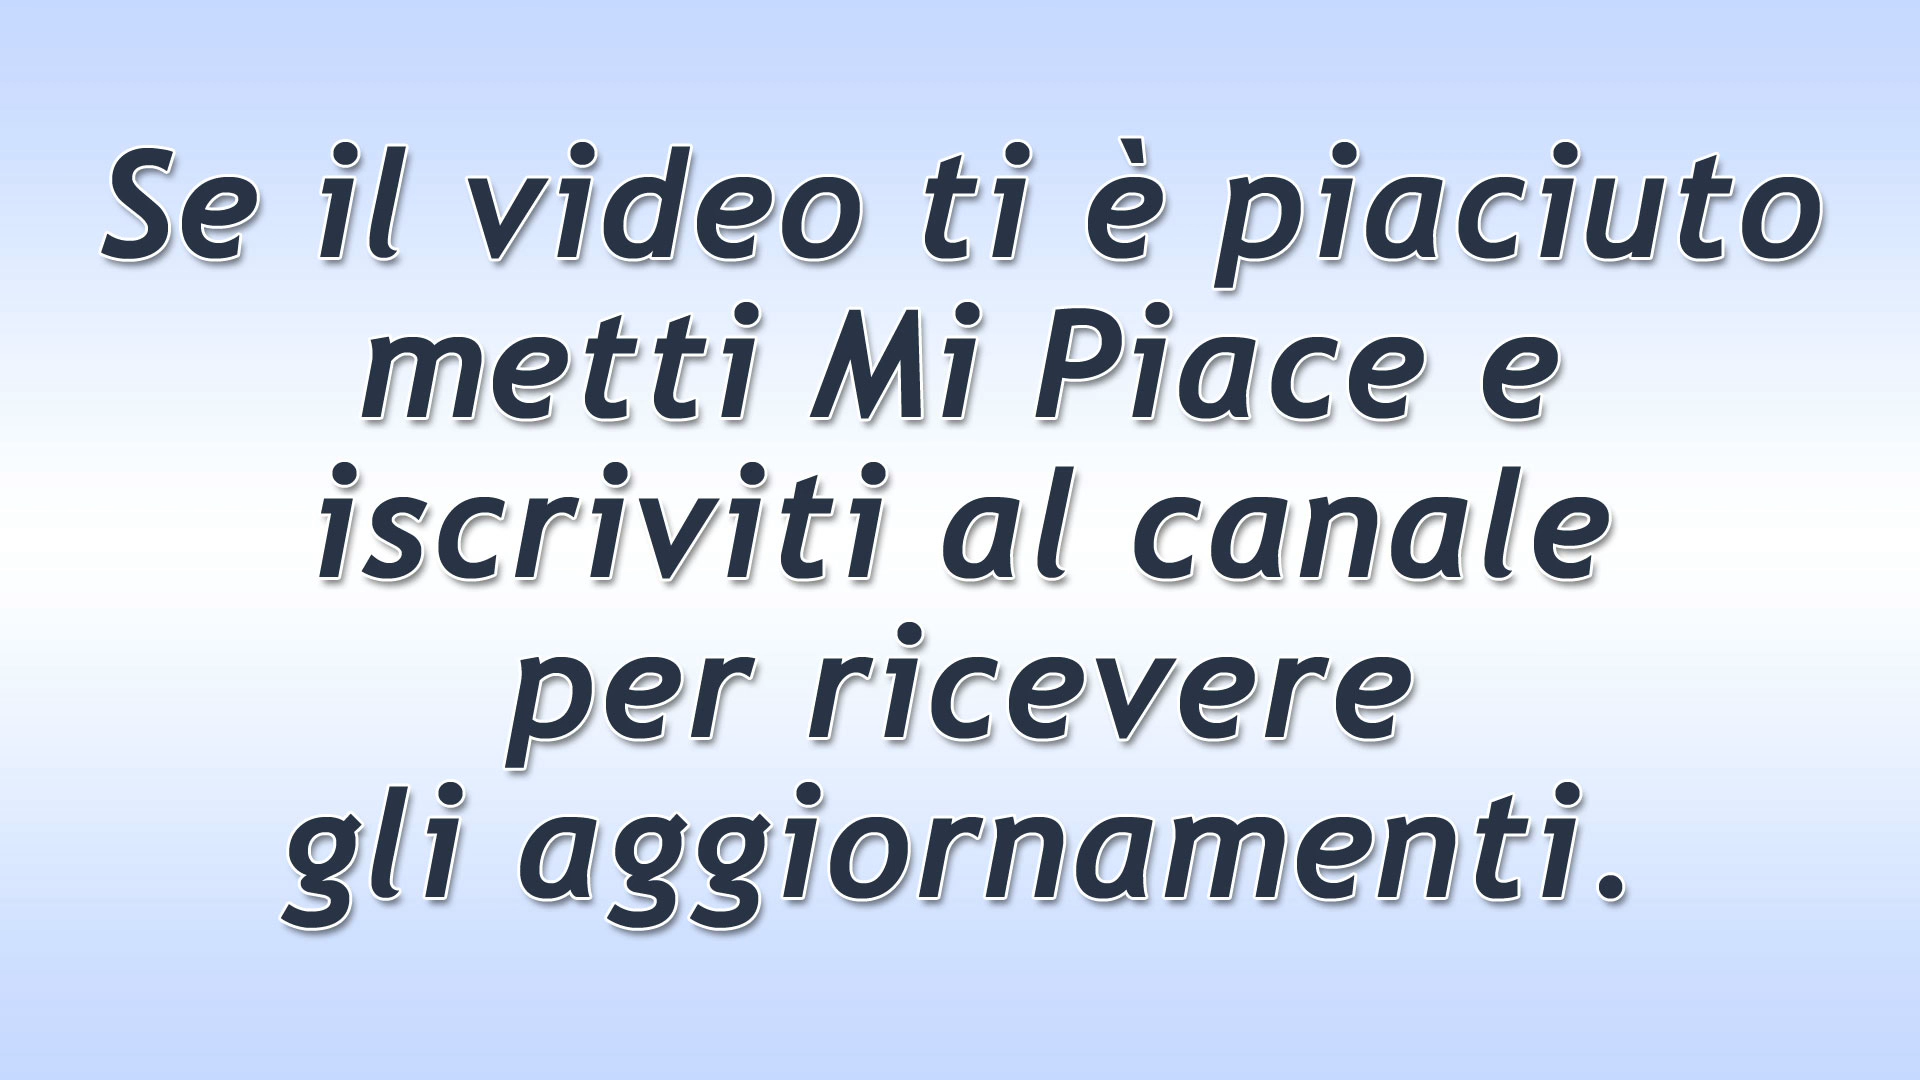 Se il video ti è piaciuto
metti Mi Piace e
iscriviti al canale
per ricevere
gli aggiornamenti.